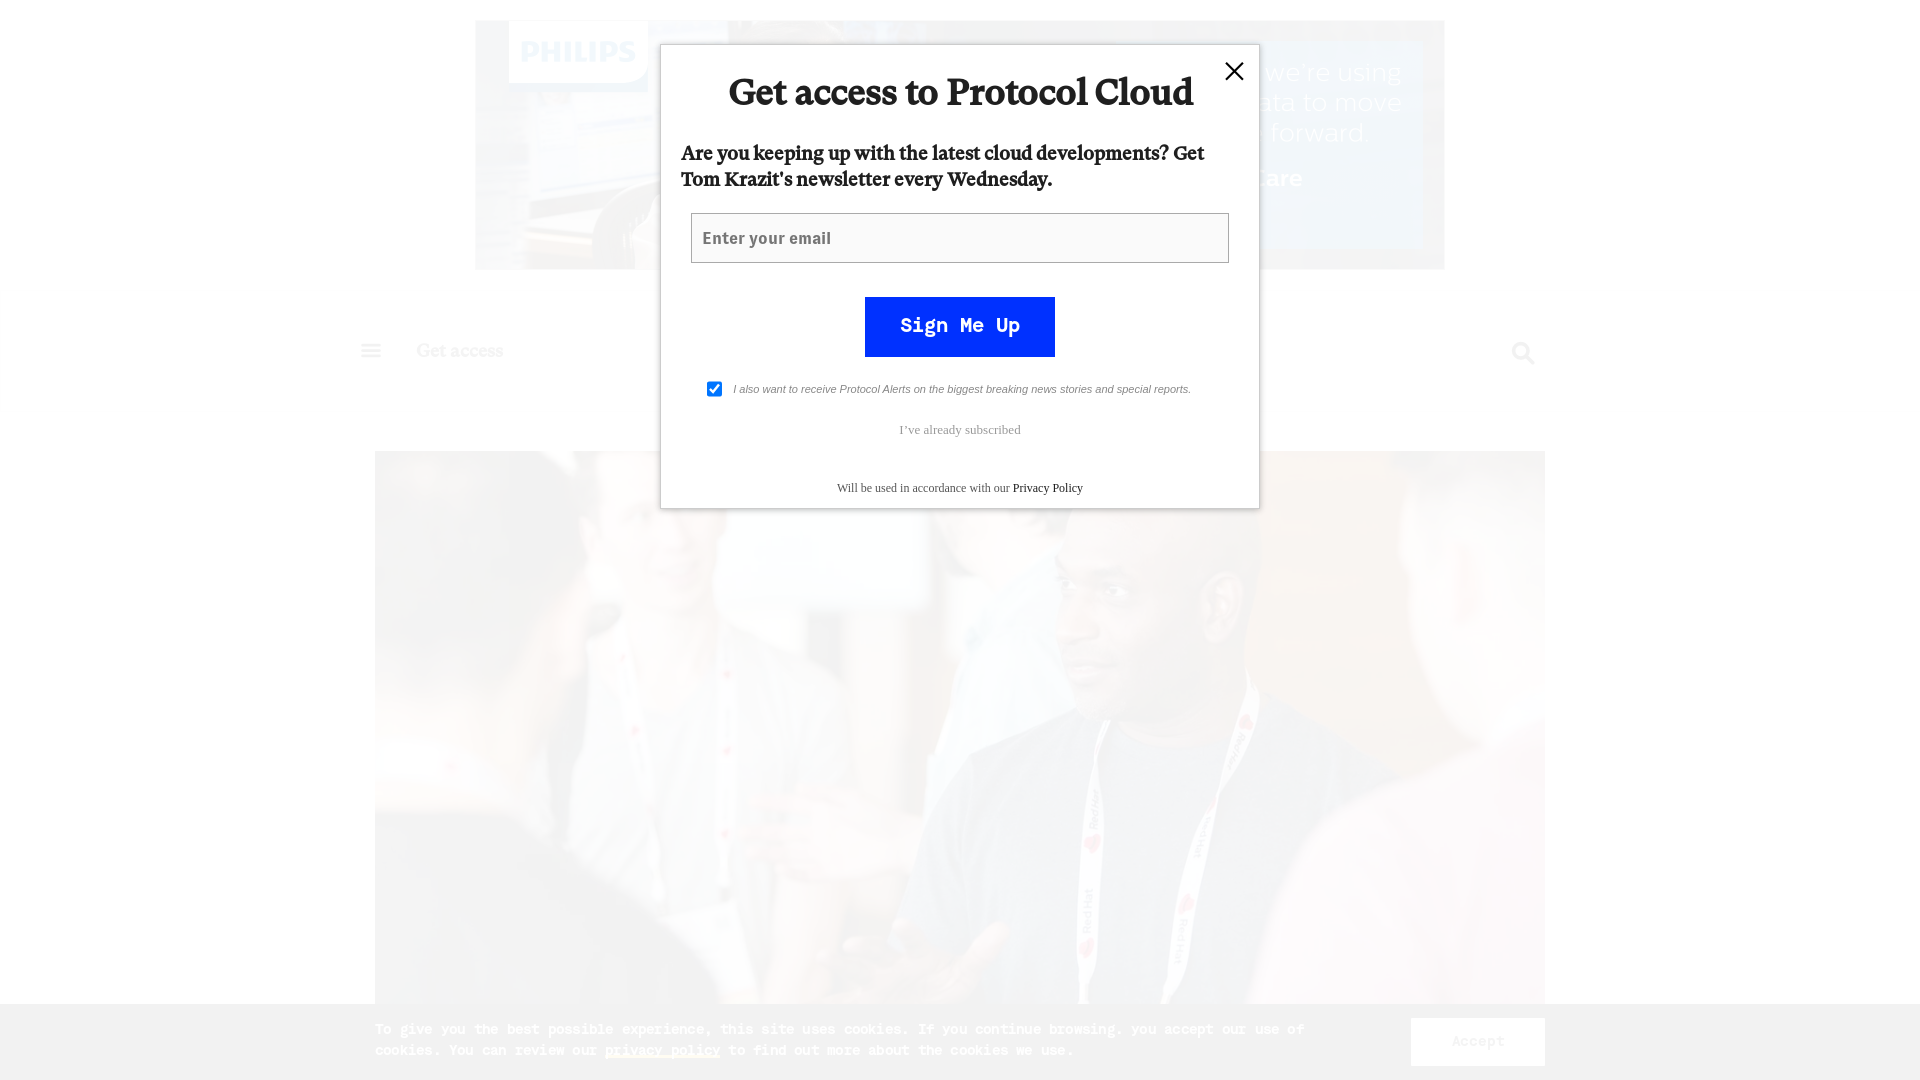 PHILIPS
we're using
ata to move
forward.
Care
Get access to Protocol Cloud
Are you keeping up with the latest cloud developments? Get
Tom Krazit's newsletter every Wednesday.
Enter your email
Sign Me Up
I also want to receive Protocol Alerts on the biggest breaking news stories and special reports.
I've already subscribed
Will be used in accordance with our Privacy Policy
Get access
Red Hat
Red Hat
To give you the best possible experience, this site uses cookies. If you continue browsing. you accept our use of
cookies. You can review our privacy policy to find out more about the cookies we use.
Accept